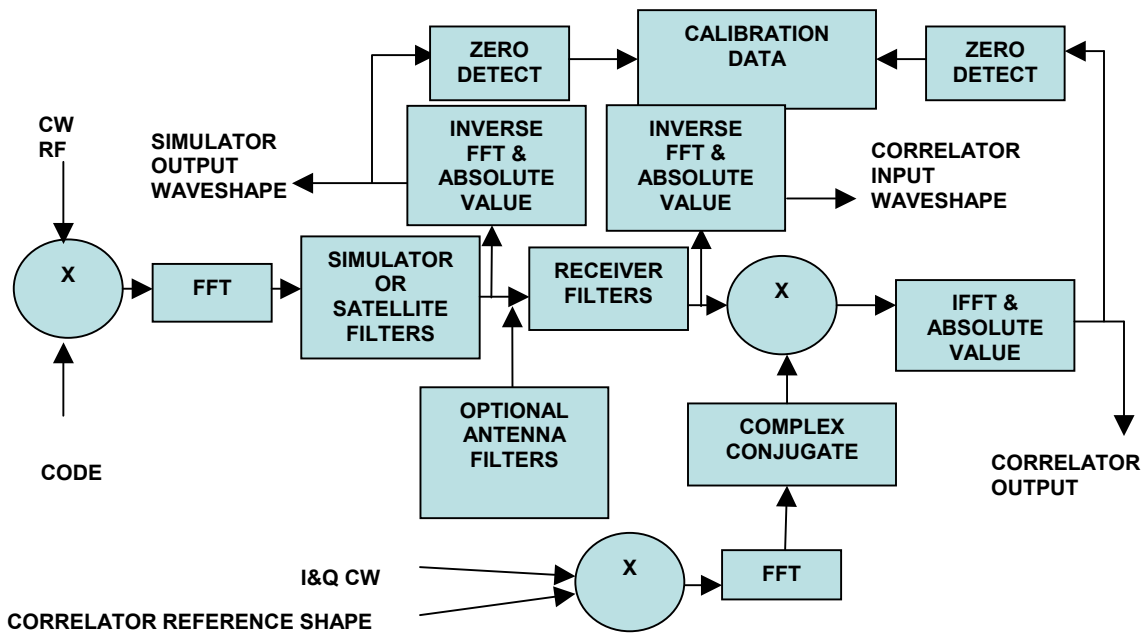 ZERO
DETECT
CALIBRATION
DATA
ZERO
DETECT
CW
RF
SIMULATOR
OUTPUT
WAVESHAPE
INVERSE
FFT &
ABSOLUTE
VALUE
INVERSE
FFT &
ABSOLUTE
VALUE
CORRELATOR
INPUT
WAVESHAPE
X
FFT
SIMULATOR
OR
SATELLITE
FILTERS
RECEIVER
FILTERS
X
IFFT &
ABSOLUTE
VALUE
CODE
OPTIONAL
ANTENNA
FILTERS
COMPLEX
CONJUGATE
CORRELATOR
OUTPUT
I&Q CW
X
FFT
CORRELATOR REFERENCE SHAPE